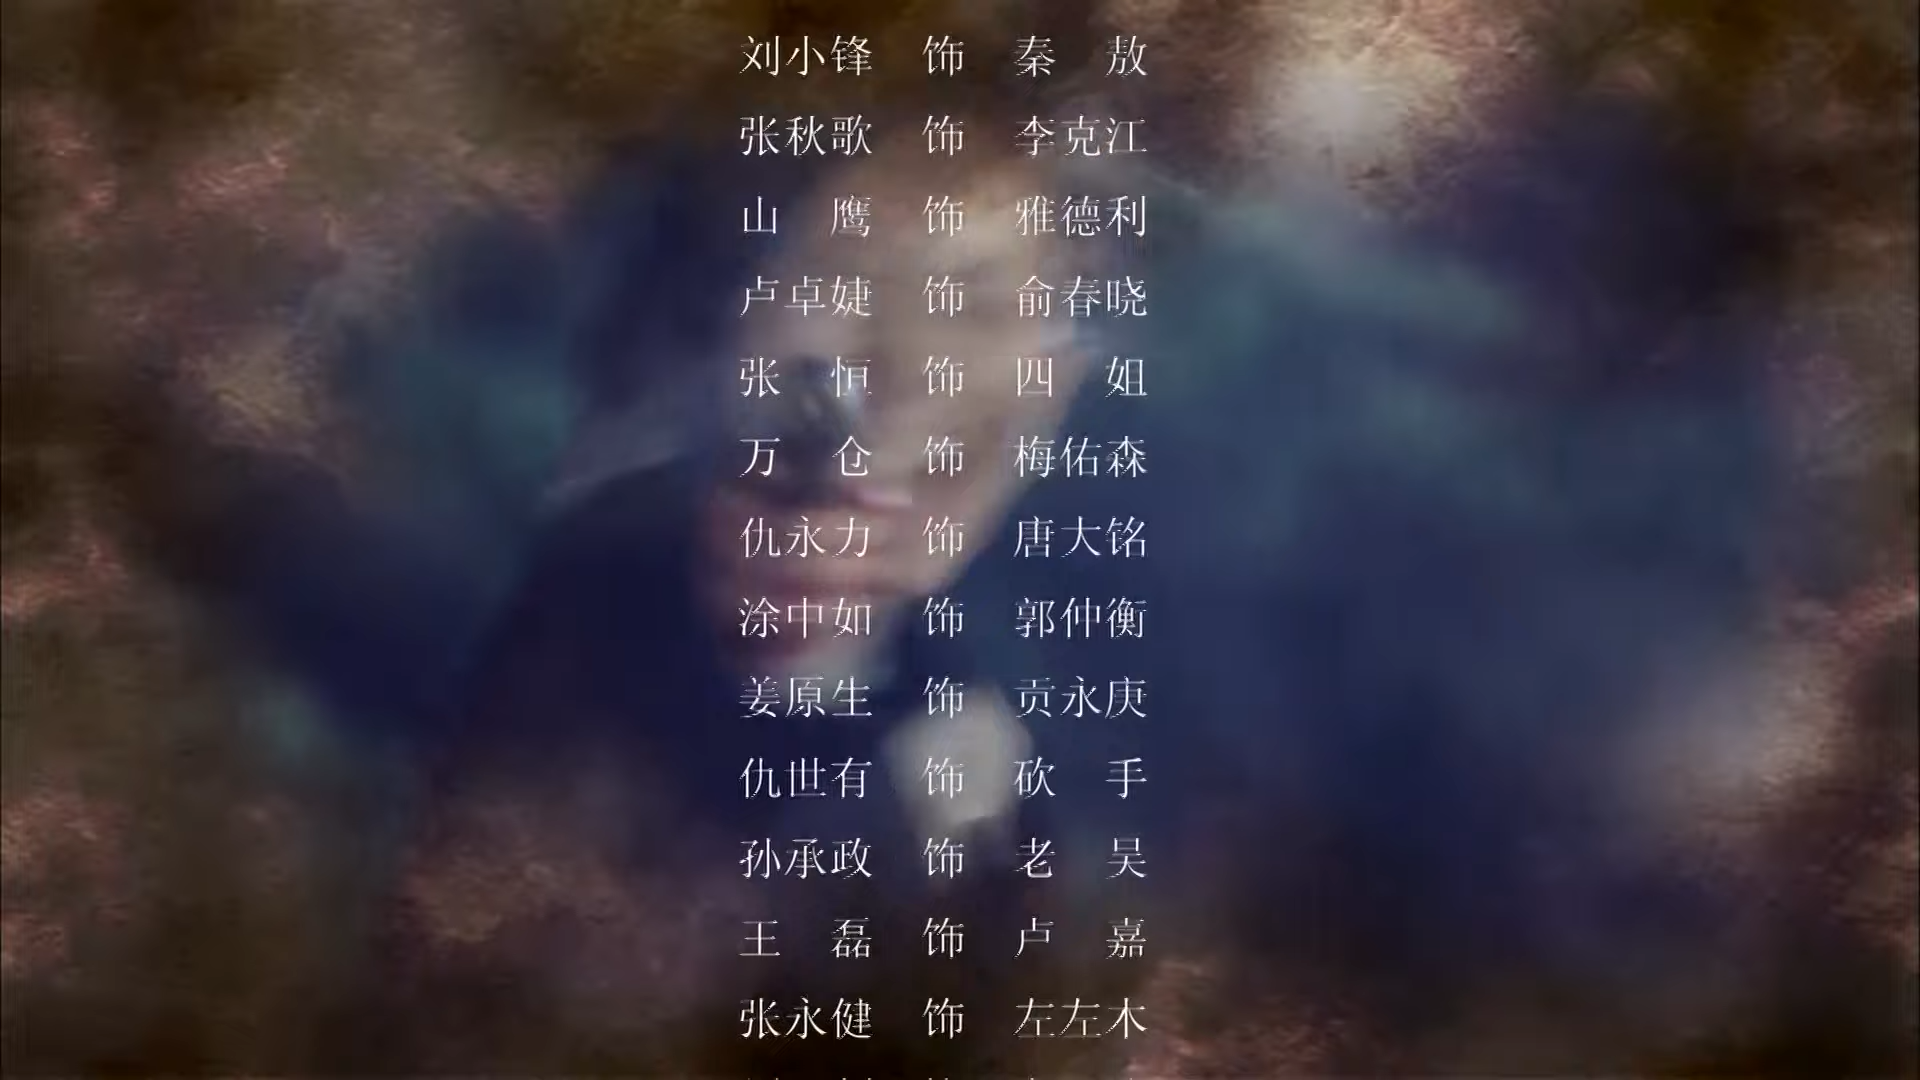 刘小锋 饰 秦 敖
张秋歌 饰 李克江
山 鹰 饰 雅德利
卢卓婕 饰 俞春晓
张 恒 饰 四 姐
万 仓 饰 梅佑森
仇永力 饰 唐大铭
涂中如 饰 郭仲衡
姜原生 饰 贡永庚
仇世有 饰 砍 手
孙承政 饰 老 吴
王 磊 饰 卢 嘉
张永健 饰 左左木